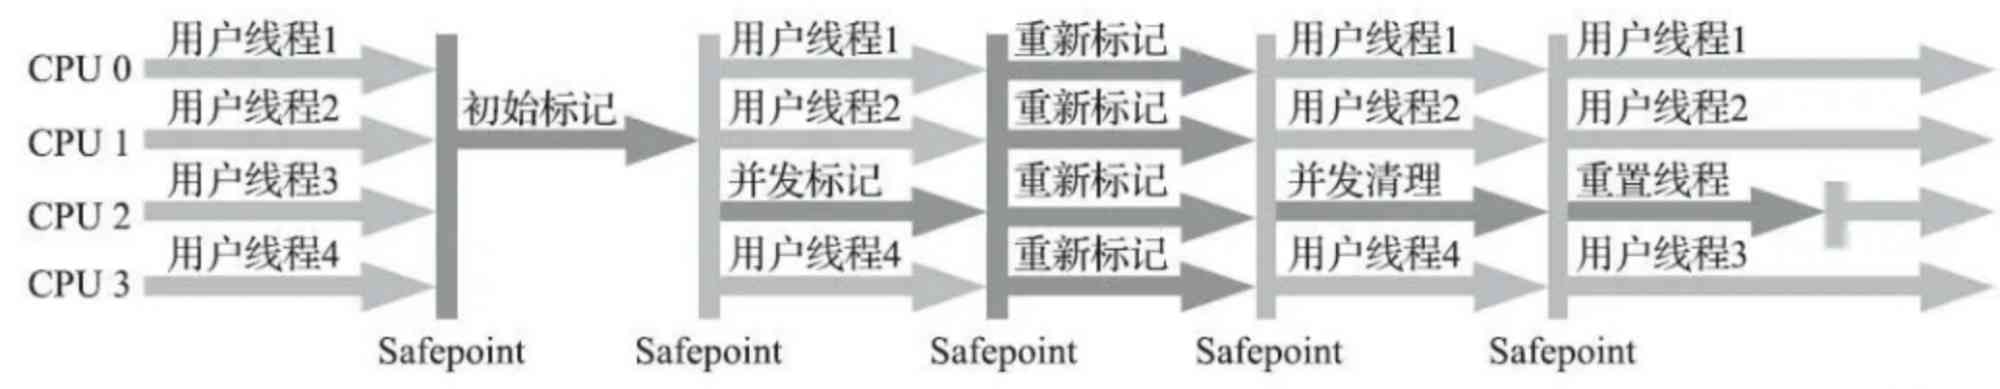 用户线程1 用户线程1 重新标记 用户线程1 用户线程1
CPU 0
用户线程2 初始标记 用户线程2 重新标记 用户线程2 用户线程2
CPU 1
用户线程3 并发标记 重新标记 并发清理 重置线程
CPU 2
用户线程4 用户线程4 重新标记 用户线程4 用户线程3
CPU 3
Safepoint Safepoint Safepoint Safepoint Safepoint